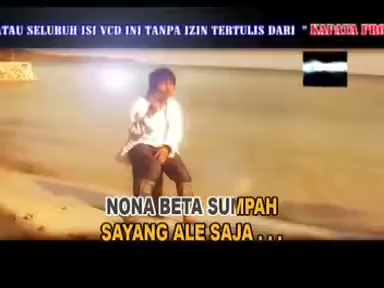 ATAU SELURUH ISI VCD INI TANPA IZIN TERTULIS DARI " KAPATA PRO
NONA BETA SUMPAH
SAYANG ALE SAJA . . .